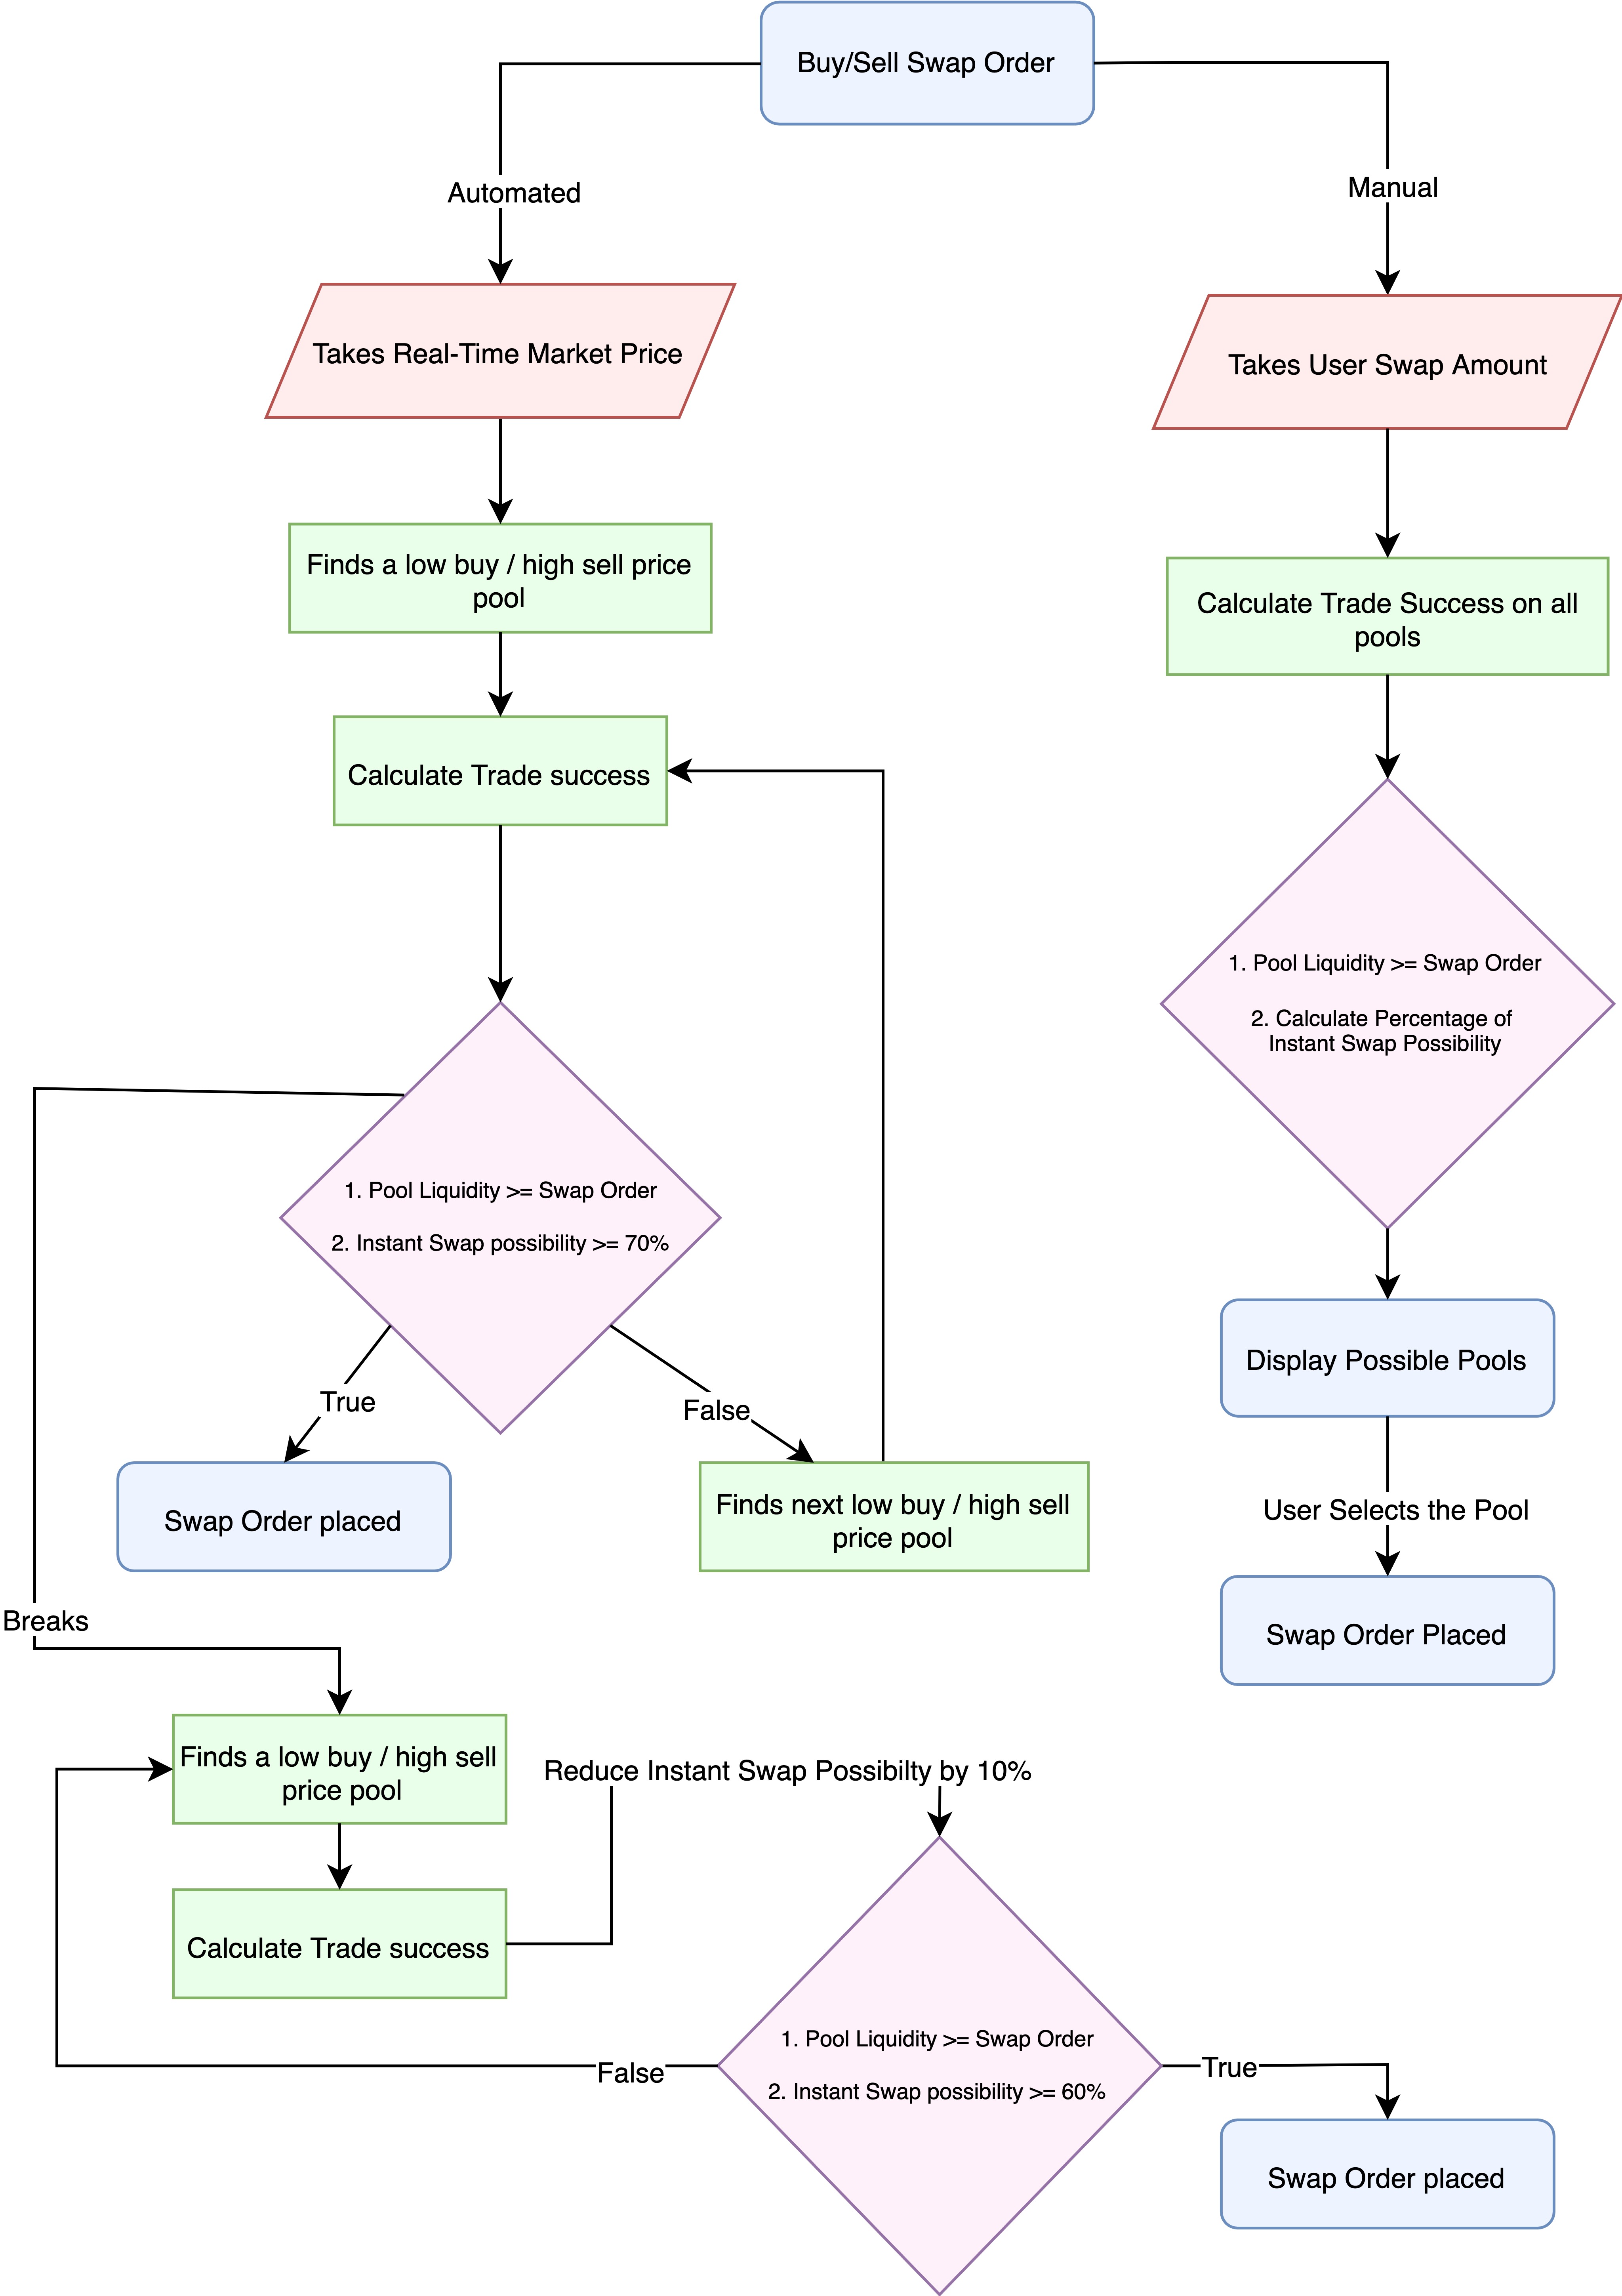 Buy/Sell Swap Order
Automated
Manual
Takes Real-Time Market Price
Takes User Swap Amount
Finds a low buy / high sell price
pool
Calculate Trade Success on all
pools
Calculate Trade success
1. Pool Liquidity >= Swap Order
2. Calculate Percentage of
Instant Swap Possibility
1. Pool Liquidity >= Swap Order
2. Instant Swap possibility >= 70%
Display Possible Pools
True
False
Swap Order placed
Finds next low buy / high sell
price pool
User Selects the Pool
Swap Order Placed
Breaks
Finds a low buy / high sell
price pool
Reduce Instant Swap Possibilty by 10%
Calculate Trade success
1. Pool Liquidity >= Swap Order
2. Instant Swap possibility >= 60%
False
True
Swap Order placed